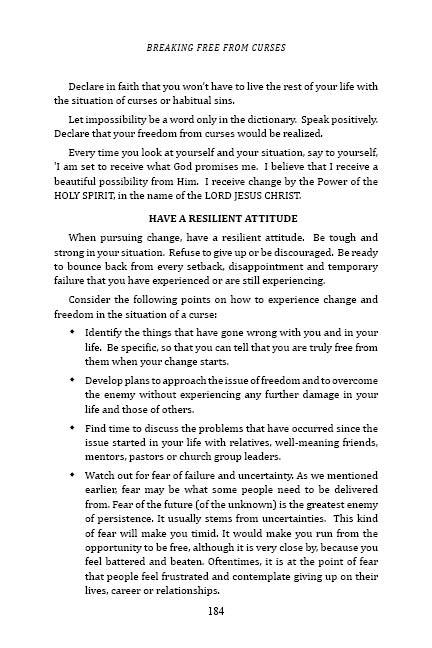 BREAKING FREE FROM CURSES
Declare in faith that you won't have to live the rest of your life with
the situation of curses or habitual sins.
Let impossibility be a word only in the dictionary. Speak positively.
Declare that your freedom from curses would be realized.
Every time you look at yourself and your situation, say to yourself,
'I am set to receive what God promises me. I believe that I receive a
beautiful possibility from Him. I receive change by the Power of the
HOLY SPIRIT, in the name of the LORD JESUS CHRIST.
HAVE A RESILIENT ATTITUDE
When pursuing change, have a resilient attitude. Be tough and
strong in your situation. Refuse to give up or be discouraged. Be ready
to bounce back from every setback, disappointment and temporary
failure that you have experienced or are still experiencing.
Consider the following points on how to experience change and
freedom in the situation of a curse:
◆ Identify the things that have gone wrong with you and in your
life. Be specific, so that you can tell that you are truly free from
them when your change starts.
◆ Develop plans to approach the issue of freedom and to overcome
the enemy without experiencing any further damage in your
life and those of others.
◆ Find time to discuss the problems that have occurred since the
issue started in your life with relatives, well-meaning friends,
mentors, pastors or church group leaders.
◆ Watch out for fear of failure and uncertainty. As we mentioned
earlier, fear may be what some people need to be delivered
from. Fear of the future (of the unknown) is the greatest enemy
of persistence. It usually stems from uncertainties. This kind
of fear will make you timid. It would make you run from the
opportunity to be free, although it is very close by, because you
feel battered and beaten. Oftentimes, it is at the point of fear
that people feel frustrated and contemplate giving up on their
lives, career or relationships.
184